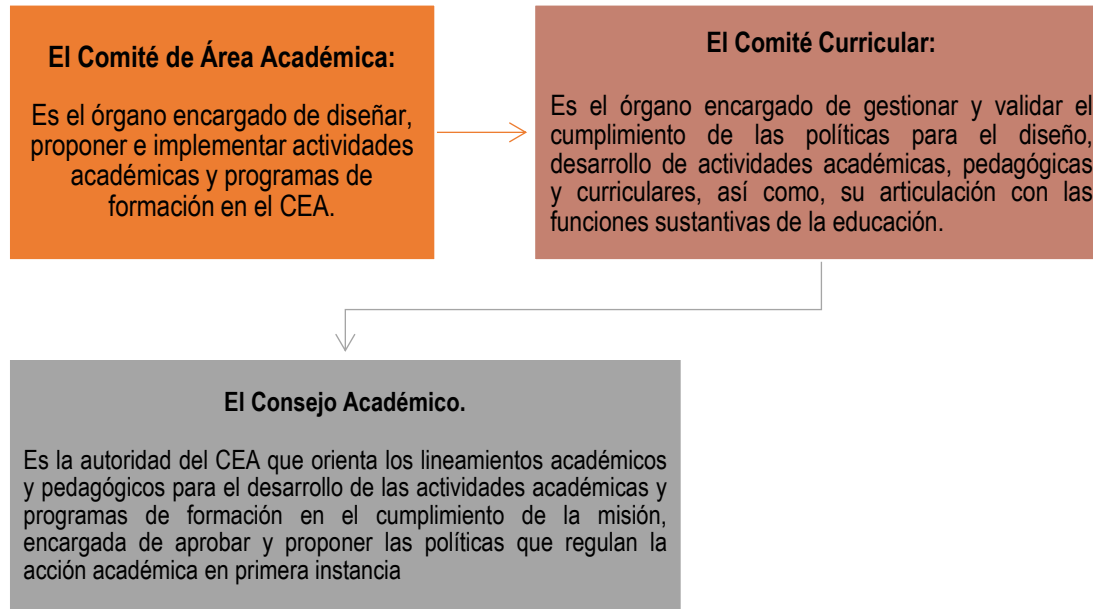 El Comité de Área Académica:
Es el órgano encargado de diseñar,
proponer e implementar actividades
académicas y programas de
formación en el CEA.
El Comité Curricular:
Es el órgano encargado de gestionar y validar el
cumplimiento de las políticas para el diseño,
desarrollo de actividades académicas, pedagógicas
y curriculares, así como, su articulación con las
funciones sustantivas de la educación.
El Consejo Académico.
Es la autoridad del CEA que orienta los lineamientos académicos
y pedagógicos para el desarrollo de las actividades académicas y
programas de formación en el cumplimiento de la misión,
encargada de aprobar y proponer las políticas que regulan la
acción académica en primera instancia